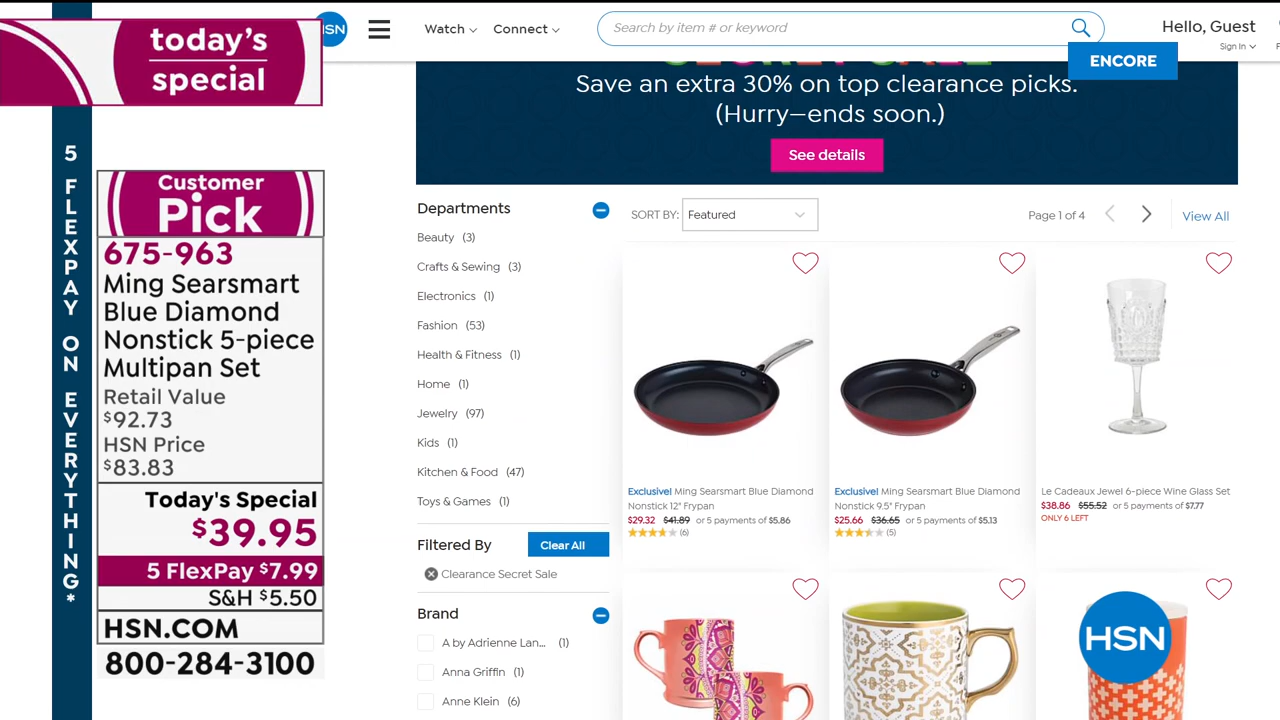 today's
special
5 FLEXPAY ON EVERYTHING*
Customer
Pick
675-963
Ming Searsmart
Blue Diamond
Nonstick 5-piece
Multipan Set
Retail Value
$92.73
HSN Price
$83.83
Today's Special
$39.95
5 FlexPay $7.99
S&H $5.50
HSN.COM
800-284-3100
HSN
Watch
Connect
Search by item # or keyword
Hello, Guest
Sign In
ENCORE
Save an extra 30% on top clearance picks.
(Hurry—ends soon.)
See details
Departments
Beauty (3)
Crafts & Sewing (3)
Electronics (1)
Fashion (53)
Health & Fitness (1)
Home (1)
Jewelry (97)
Kids (1)
Kitchen & Food (47)
Toys & Games (1)
Filtered By
Clear All
Clearance Secret Sale
Brand
A by Adrienne Lan... (1)
Anna Griffin (1)
Anne Klein (6)
SORT BY: Featured
Page 1 of 4
View All
Exclusive! Ming Searsmart Blue Diamond
Nonstick 12" Frypan
$29.32 $41.89 or 5 payments of $5.86
(6)
Exclusive! Ming Searsmart Blue Diamond
Nonstick 9.5" Frypan
$25.66 $36.65 or 5 payments of $5.13
(5)
Le Cadeaux Jewel 6-piece Wine Glass Set
$38.86 $55.52 or 5 payments of $7.77
ONLY 6 LEFT
HSN